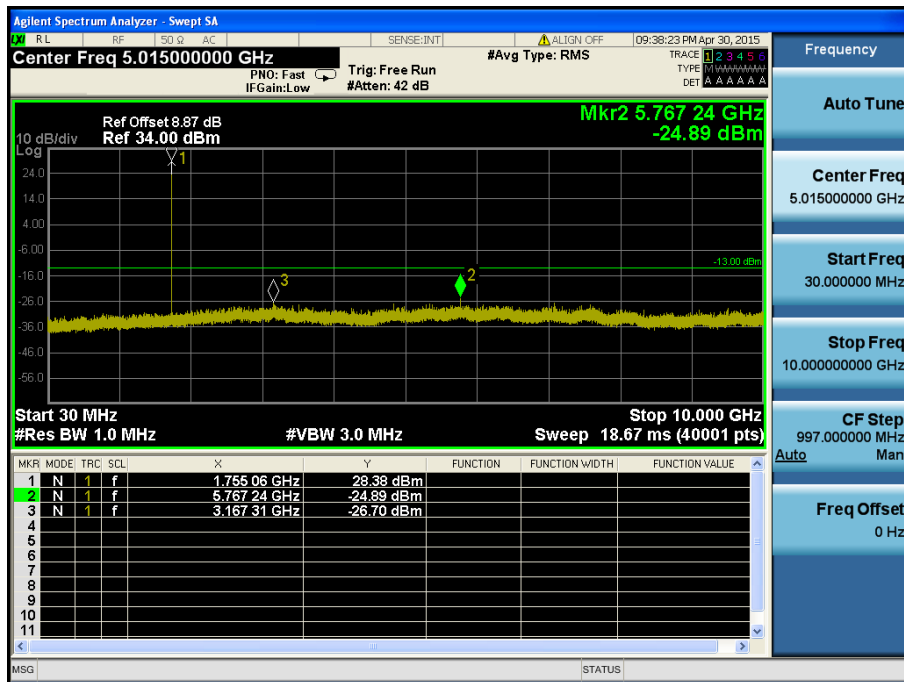 Agilent Spectrum Analyzer - Swept SA
LXI RL RF 50 Ω AC SENSE:INT ALIGN OFF 09:38:23 PM Apr 30, 2015
Center Freq 5.015000000 GHz
#Avg Type: RMS
TRACE 1 2 3 4 5 6
PNO: Fast Trig: Free Run
TYPE M WWWWW
IFGain:Low #Atten: 42 dB
DET A A A A A A
Mkr2 5.767 24 GHz
-24.89 dBm
Ref Offset 8.87 dB
10 dB/div Ref 34.00 dBm
Log
1
24.0
14.0
4.00
-6.00
-13.00 dBm
-16.0
3
2
-26.0
-36.0
-46.0
-56.0
Start 30 MHz Stop 10.000 GHz
#Res BW 1.0 MHz #VBW 3.0 MHz Sweep 18.67 ms (40001 pts)
MKR MODE TRC SCL X Y FUNCTION FUNCTION WIDTH FUNCTION VALUE
1 N 1 f 1.755 06 GHz 28.38 dBm
2 N 1 f 5.767 24 GHz -24.89 dBm
3 N 1 f 3.167 31 GHz -26.70 dBm
4
5
6
7
8
9
10
11
MSG STATUS
Frequency
Auto Tune
Center Freq
5.015000000 GHz
Start Freq
30.000000 MHz
Stop Freq
10.000000000 GHz
CF Step
997.000000 MHz
Auto Man
Freq Offset
0 Hz